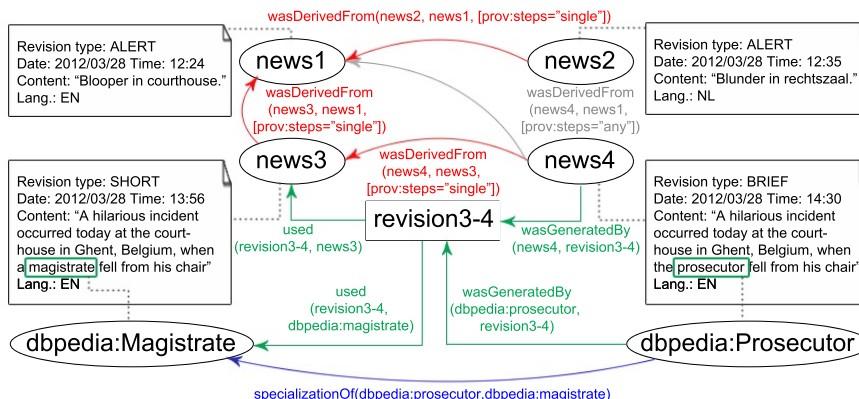 wasDerivedFrom(news2, news1, [prov:steps="single"])
Revision type: ALERT
Date: 2012/03/28 Time: 12:24
Content: “Blooper in courthouse.”
Lang.: EN
news1
news2
Revision type: ALERT
Date: 2012/03/28 Time: 12:35
Content: “Blunder in rechtszaal.”
Lang.: NL
wasDerivedFrom
(news3, news1,
[prov:steps="single"])
wasDerivedFrom
(news4, news1,
[prov:steps="any"])
news3
wasDerivedFrom
(news4, news3,
[prov:steps="single"])
news4
Revision type: SHORT
Date: 2012/03/28 Time: 13:56
Content: “A hilarious incident
occurred today at the court-
house in Ghent, Belgium, when
a magistrate fell from his chair”
Lang.: EN
Revision type: BRIEF
Date: 2012/03/28 Time: 14:30
Content: “A hilarious incident
occurred today at the court-
house in Ghent, Belgium, when
the prosecutor fell from his chair”
Lang.: EN
revision3-4
used
(revision3-4, news3)
wasGeneratedBy
(news4, revision3-4)
used
(revision3-4,
dbpedia:magistrate)
wasGeneratedBy
(dbpedia:prosecutor,
revision3-4)
dbpedia:Magistrate
dbpedia:Prosecutor
specializationOf(dbpedia:prosecutor,dbpedia:magistrate)